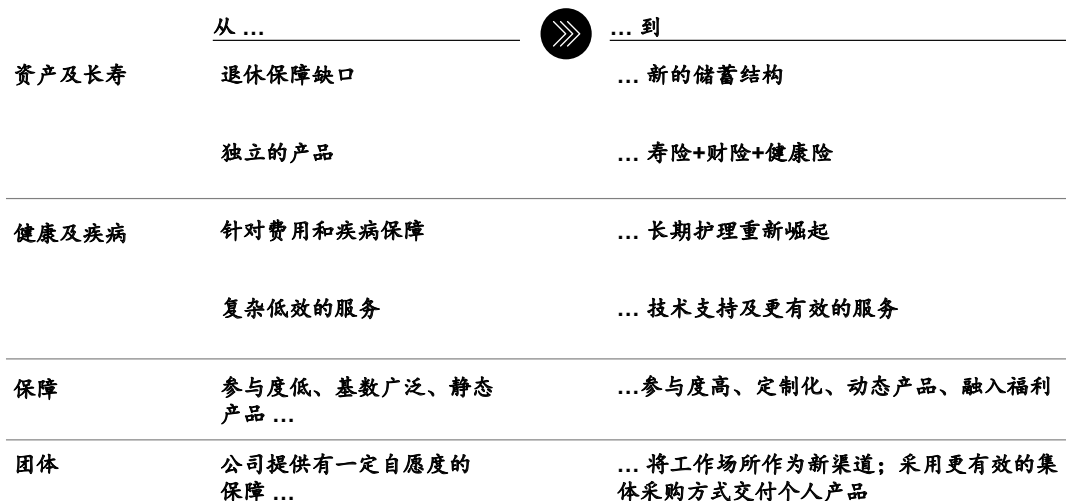 从 …
… 到
资产及长寿
退休保障缺口
… 新的储蓄结构
独立的产品
… 寿险+财险+健康险
健康及疾病
针对费用和疾病保障
… 长期护理重新崛起
复杂低效的服务
… 技术支持及更有效的服务
保障
参与度低、基数广泛、静态
产品 …
…参与度高、定制化、动态产品、融入福利
团体
公司提供有一定自愿度的
保障 …
… 将工作场所作为新渠道；采用更有效的集
体采购方式交付个人产品